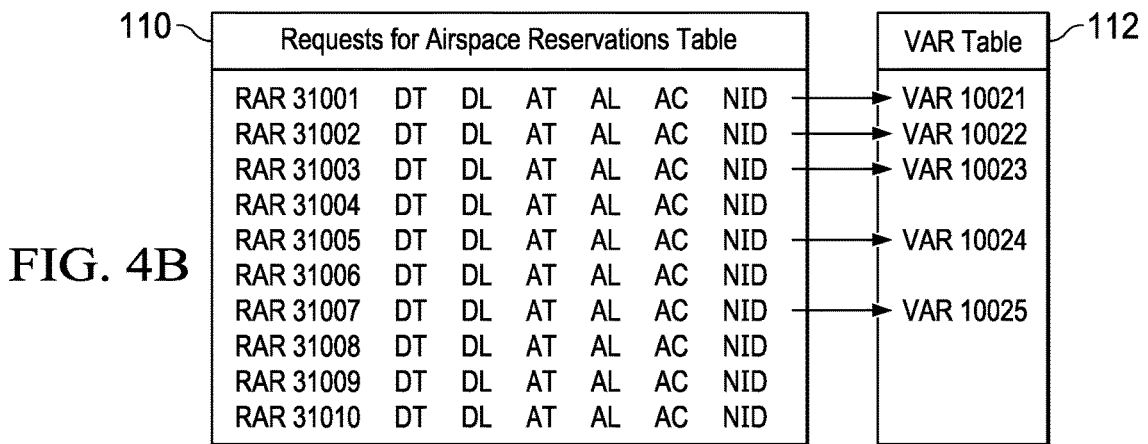 110 Requests for Airspace Reservations Table VAR Table 112
RAR 31001 DT DL AT AL AC NID VAR 10021
RAR 31002 DT DL AT AL AC NID VAR 10022
RAR 31003 DT DL AT AL AC NID VAR 10023
RAR 31004 DT DL AT AL AC NID
RAR 31005 DT DL AT AL AC NID VAR 10024
FIG. 4B
RAR 31006 DT DL AT AL AC NID
RAR 31007 DT DL AT AL AC NID VAR 10025
RAR 31008 DT DL AT AL AC NID
RAR 31009 DT DL AT AL AC NID
RAR 31010 DT DL AT AL AC NID